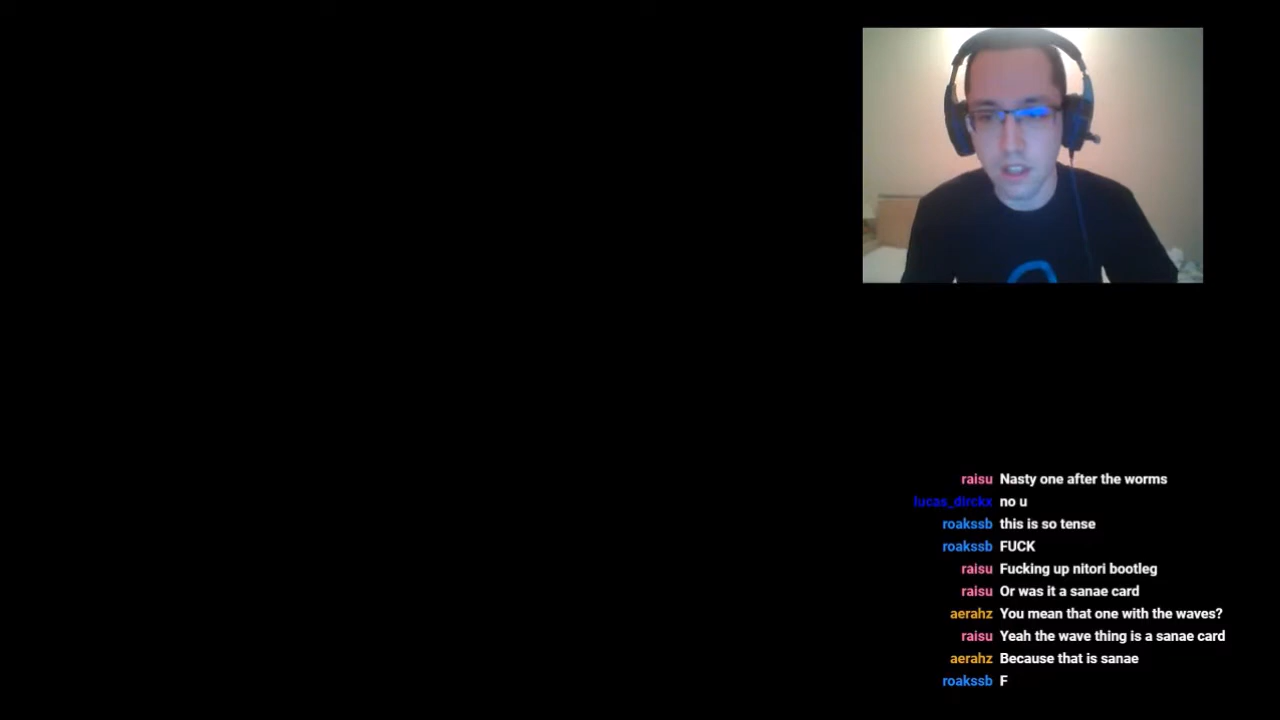 raisu Nasty one after the worms
lucas_dirckx no u
roakssb this is so tense
roakssb FUCK
raisu Fucking up nitori bootleg
raisu Or was it a sanae card
aerahz You mean that one with the waves?
raisu Yeah the wave thing is a sanae card
aerahz Because that is sanae
roakssb F